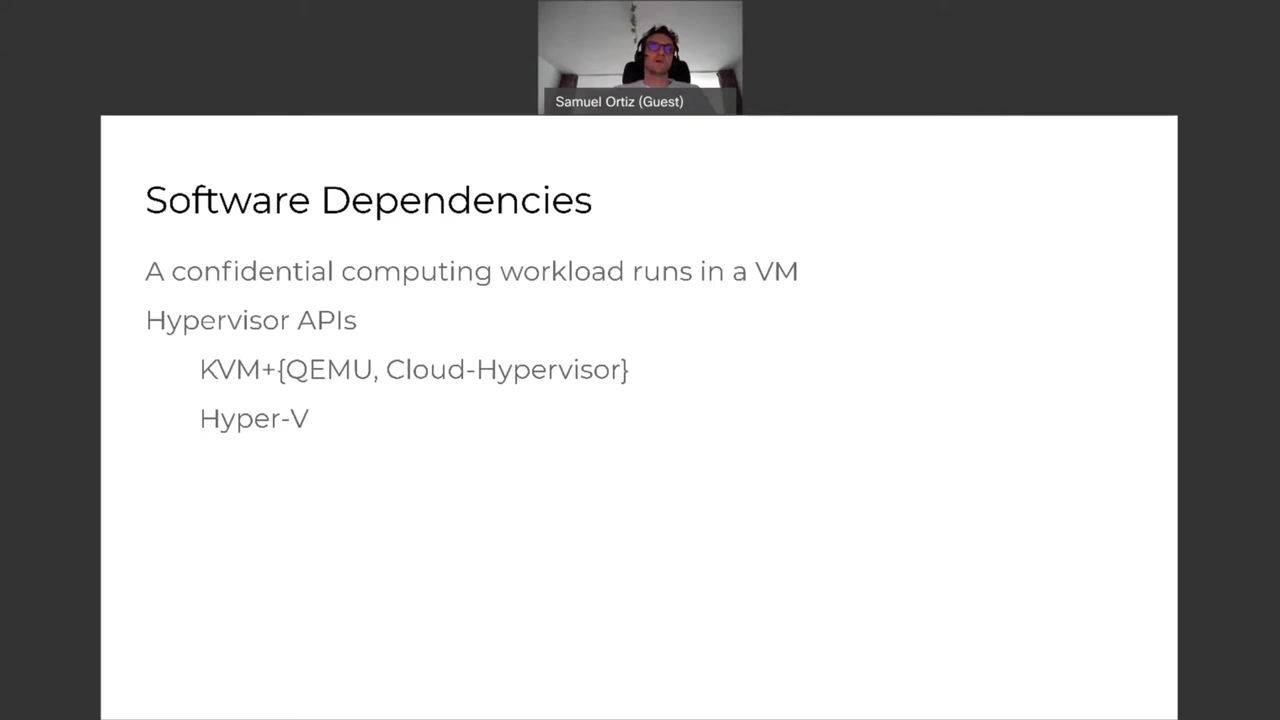 Samuel Ortiz (Guest)
Software Dependencies
A confidential computing workload runs in a VM
Hypervisor APIs
KVM+{QEMU, Cloud-Hypervisor}
Hyper-V